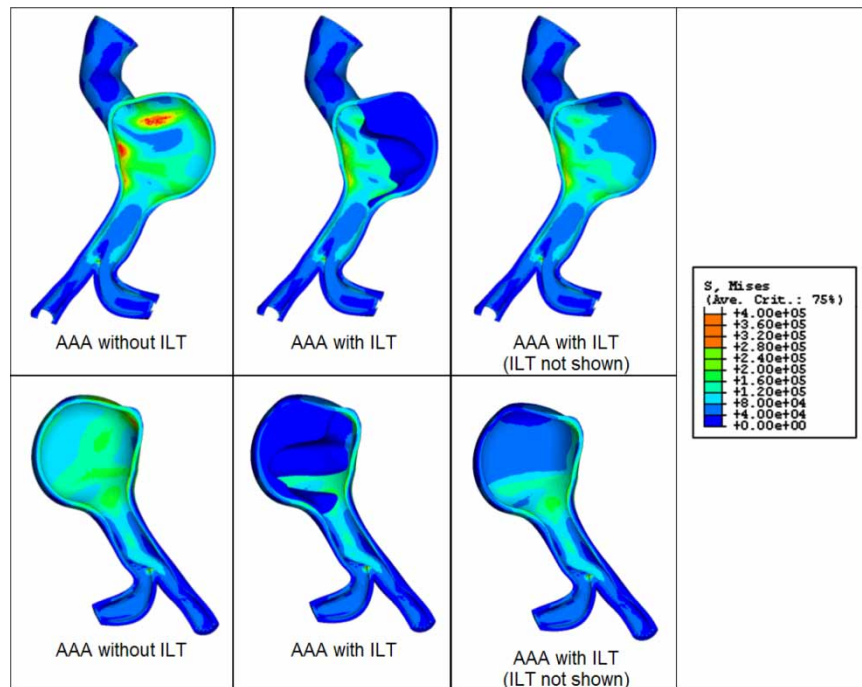 AAA without ILT
AAA with ILT
AAA with ILT
(ILT not shown)
S, Mises
(Ave. Crit.: 75%)
+4.00e+05
+3.60e+05
+3.20e+05
+2.80e+05
+2.40e+05
+2.00e+05
+1.60e+05
+1.20e+05
+8.00e+04
+4.00e+04
+0.00e+00
AAA without ILT
AAA with ILT
AAA with ILT
(ILT not shown)